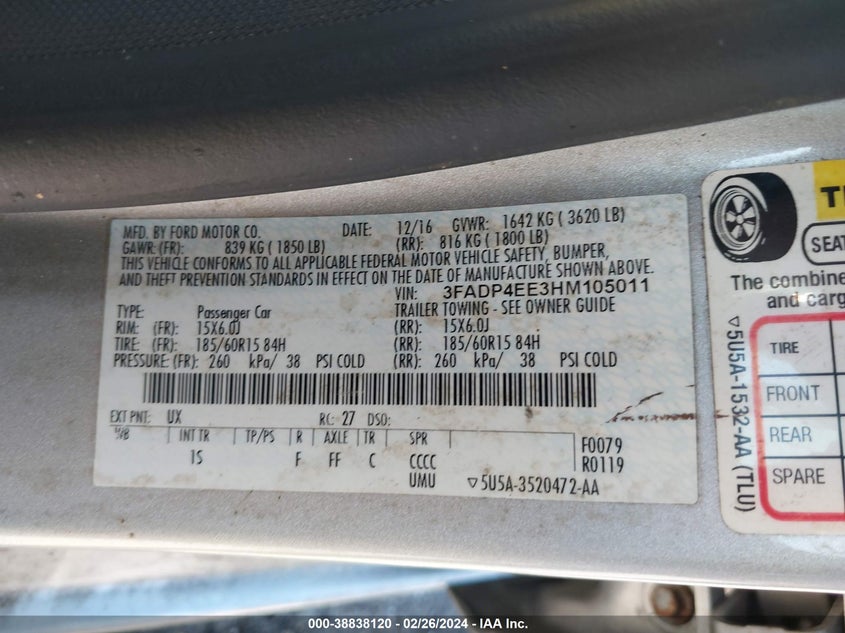 MFD. BY FORD MOTOR CO. DATE: 12/16 GVWR: 1642 KG ( 3620 LB)
GAWR: (FR): 839 KG ( 1850 LB) (RR): 816 KG ( 1800 LB)
THIS VEHICLE CONFORMS TO ALL APPLICABLE FEDERAL MOTOR VEHICLE SAFETY, BUMPER,
AND THEFT PREVENTION STANDARDS IN EFFECT ON THE DATE OF MANUFACTURE SHOWN ABOVE.
VIN: 3FADP4EE3HM105011
TYPE: Passenger Car TRAILER TOWING - SEE OWNER GUIDE
RIM: (FR): 15X6.0J (RR): 15X6.0J
TIRE: (FR): 185/60R15 84H (RR): 185/60R15 84H
PRESSURE: (FR): 260 kPa/ 38 PSI COLD (RR): 260 kPa/ 38 PSI COLD
EXT PNT: UX RC: 27 DSO:
WB INT TR TP/PS R AXLE TR SPR F0079
IS F FF C CCCC R0119
UMU ▽5U5A-3520472-AA
SEAT
The combine
and carg
TIRE
FRONT
REAR
SPARE
▽5U5A-1532-AA (TLU)
000-38838120 - 02/26/2024 - IAA Inc.